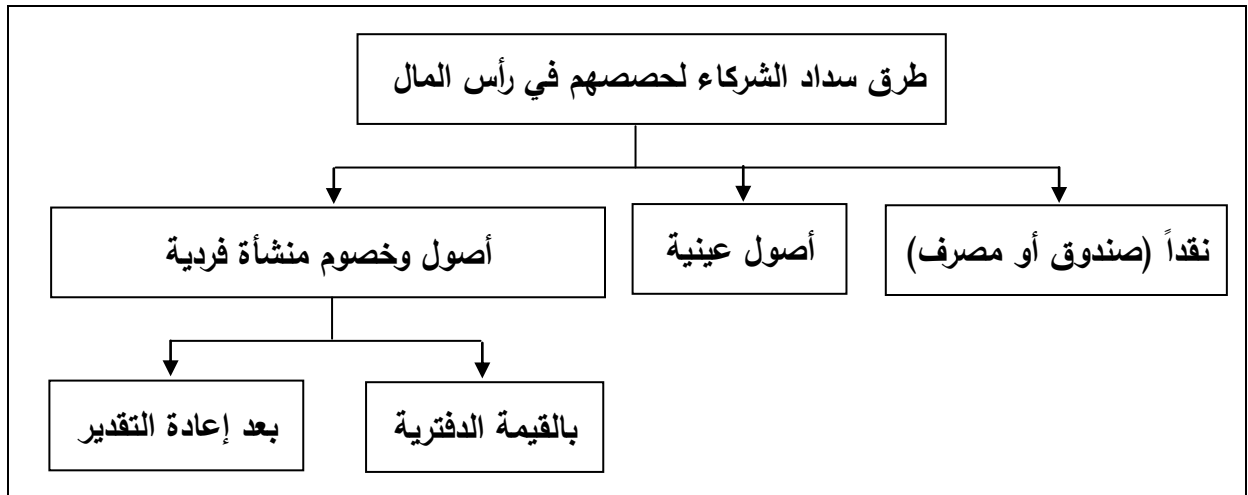 طرق سداد الشركاء لحصصهم في رأس المال
نقداً (صندوق أو مصرف)
أصول عينية
أصول وخصوم منشأة فردية
بالقيمة الدفترية
بعد إعادة التقدير